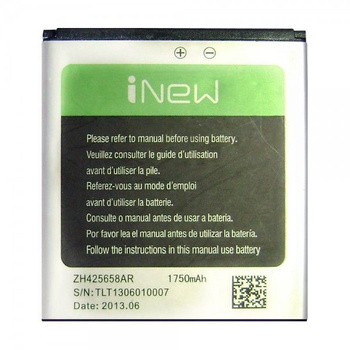 + -
iNew
Please refer to manual before using battery.
Veuillez consulter le guide d'utilisation
avant d'utiliser la pile.
Referez-vous au mode d'emploi
avant d'utiliser la batterie.
Consulte o manual antes de usar a bateria.
Por favor lea el manual antes de utilizar la batería.
Follow the instructions in this manual use battery
ZH425658AR 1750mAh
S/N:TLT1306010007
Date: 2013.06